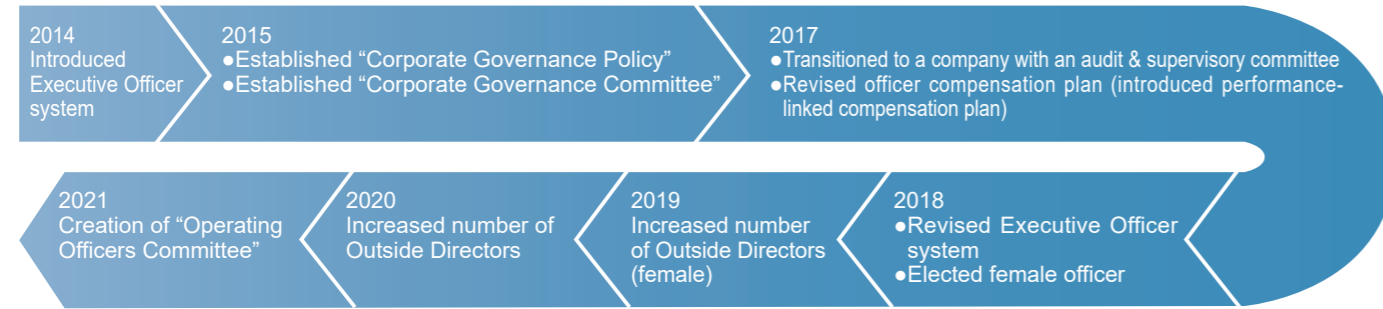 2014
Introduced
Executive Officer
system
2015
●Established “Corporate Governance Policy”
●Established “Corporate Governance Committee”
2017
●Transitioned to a company with an audit & supervisory committee
●Revised officer compensation plan (introduced performance-
linked compensation plan)
2018
●Revised Executive Officer
system
●Elected female officer
2019
Increased number
of Outside Directors
(female)
2020
Increased number of
Outside Directors
2021
Creation of “Operating
Officers Committee”